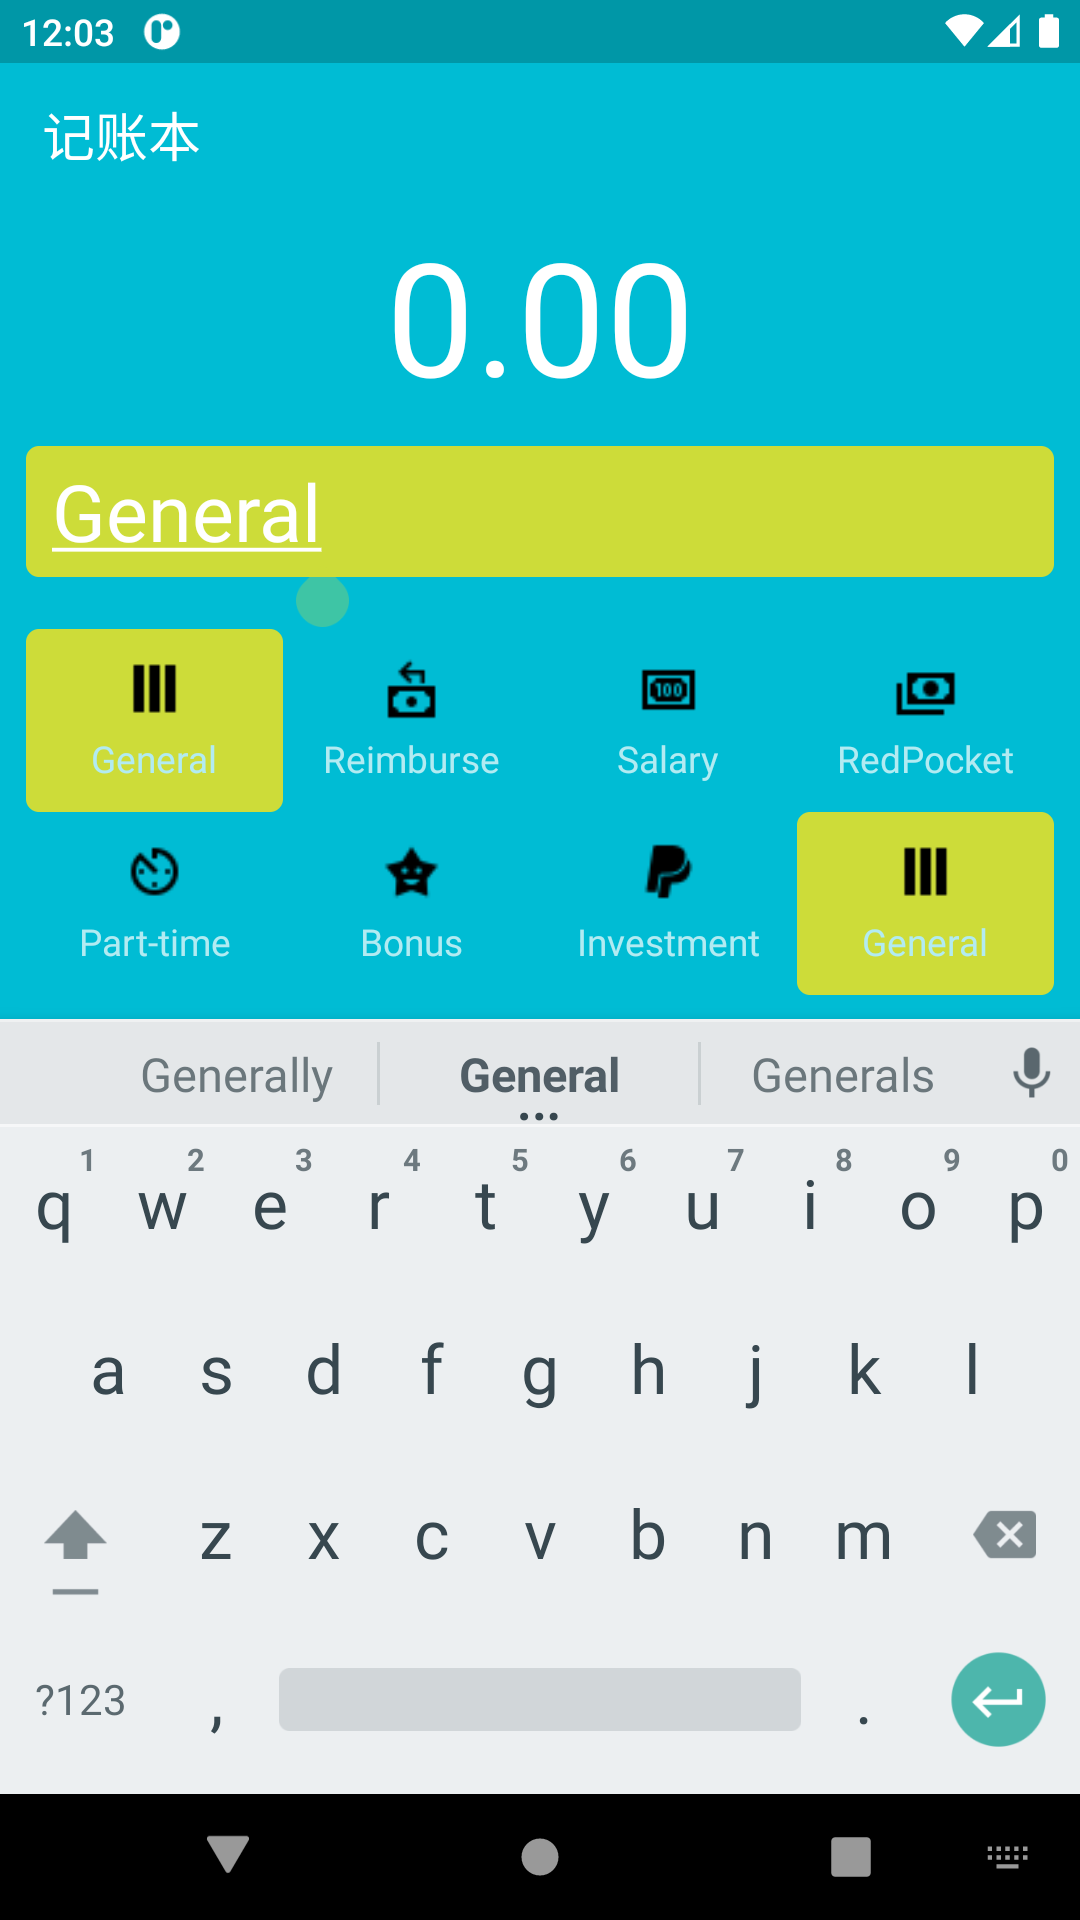 12:03
记账本
0.00
General
General Reimburse Salary RedPocket
100
Part-time Bonus Investment General
Generally General Generals
1 2 3 4 5 6 7 8 9 0
q w e r t y u i o p
a s d f g h j k l
z x c v b n m
?123 , .